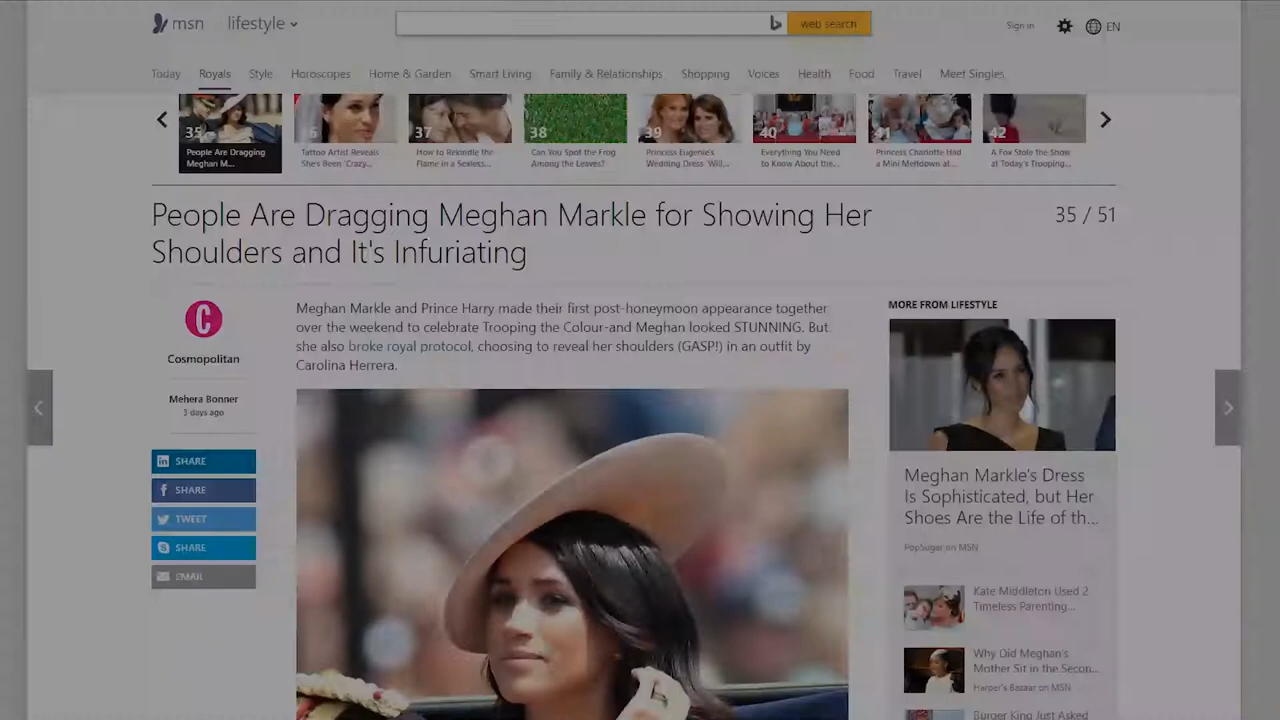 msn lifestyle
web search
Sign in
EN
Today Royals Style Horoscopes Home & Garden Smart Living Family & Relationships Shopping Voices Health Food Travel Meet Singles
35
People Are Dragging
Meghan M...
36
Tattoo Artist Reveals
She's Been 'Crazy...
37
How to Rekindle the
Flame in a Sexless...
38
Can You Spot the Frog
Among the Leaves?
39
Princess Eugenie's
Wedding Dress 'Will,...
40
Everything You Need
to Know About the...
41
Princess Charlotte Had
a Mini Meltdown at...
42
A Fox Stole the Show
at Today's Trooping...
People Are Dragging Meghan Markle for Showing Her
Shoulders and It's Infuriating
35 / 51
C
Cosmopolitan
Mehera Bonner
3 days ago
in SHARE
f SHARE
TWEET
S SHARE
EMAIL
Meghan Markle and Prince Harry made their first post-honeymoon appearance together
over the weekend to celebrate Trooping the Colour-and Meghan looked STUNNING. But
she also broke royal protocol, choosing to reveal her shoulders (GASP!) in an outfit by
Carolina Herrera.
MORE FROM LIFESTYLE
Meghan Markle's Dress
Is Sophisticated, but Her
Shoes Are the Life of th...
PopSugar on MSN
Kate Middleton Used 2
Timeless Parenting...
Why Did Meghan's
Mother Sit in the Secon...
Harper's Bazaar on MSN
Burger King Just Asked